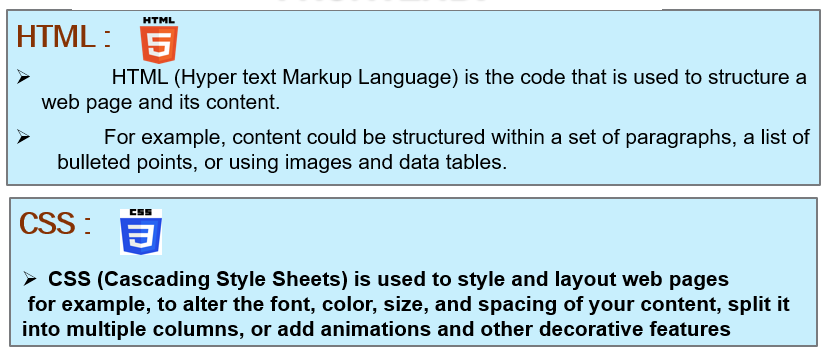 HTML :
HTML
5
➢ HTML (Hyper text Markup Language) is the code that is used to structure a
web page and its content.
➢ For example, content could be structured within a set of paragraphs, a list of
bulleted points, or using images and data tables.
CSS :
CSS
3
➢ CSS (Cascading Style Sheets) is used to style and layout web pages
for example, to alter the font, color, size, and spacing of your content, split it
into multiple columns, or add animations and other decorative features